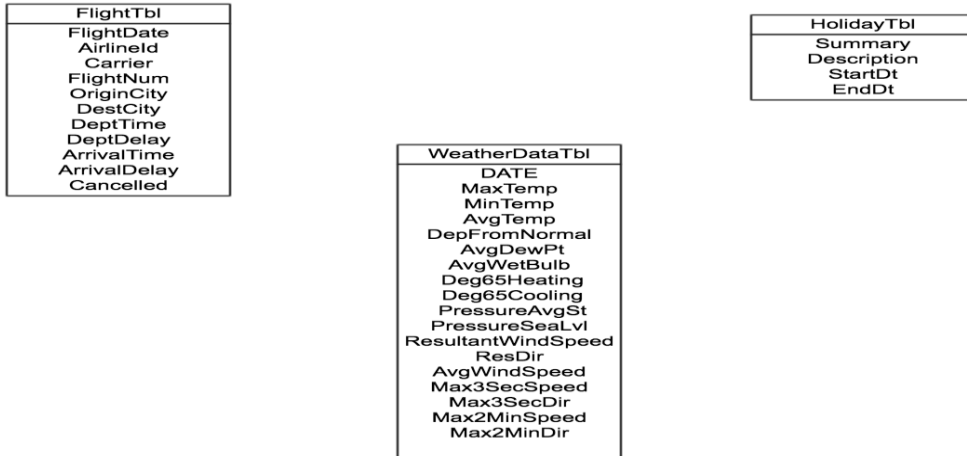 FlightTbl
FlightDate
AirlineId
Carrier
FlightNum
OriginCity
DestCity
DeptTime
DeptDelay
ArrivalTime
ArrivalDelay
Cancelled
HolidayTbl
Summary
Description
StartDt
EndDt
WeatherDataTbl
DATE
MaxTemp
MinTemp
AvgTemp
DepFromNormal
AvgDewPt
AvgWetBulb
Deg65Heating
Deg65Cooling
PressureAvgSt
PressureSeaLvl
ResultantWindSpeed
ResDir
AvgWindSpeed
Max3SecSpeed
Max3SecDir
Max2MinSpeed
Max2MinDir